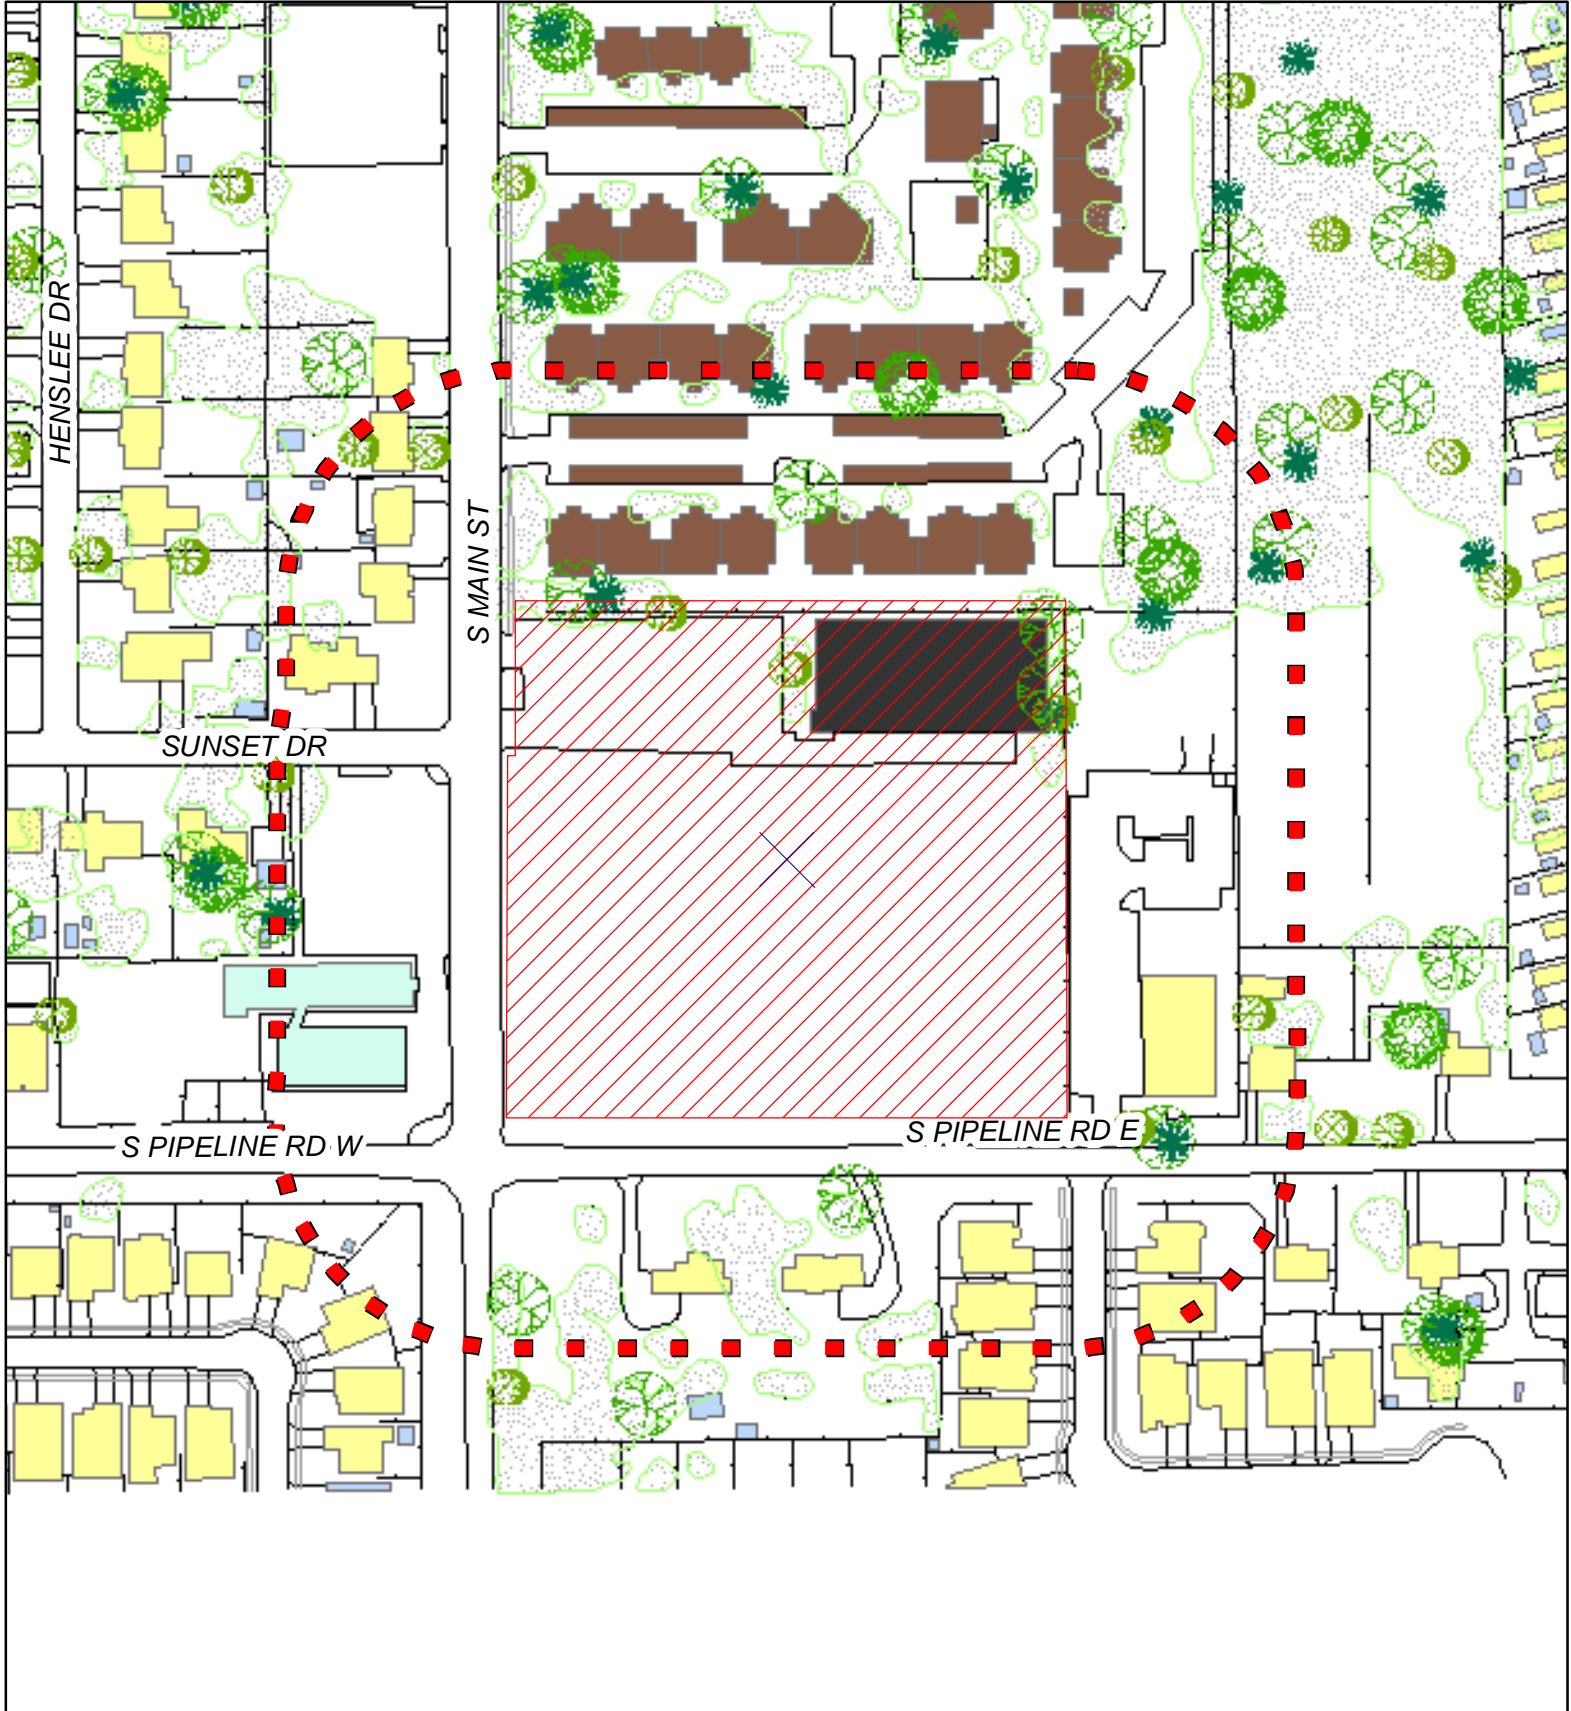 HENSLEE DR
S MAIN ST
SUNSET DR
S PIPELINE RD W
S PIPELINE RD E